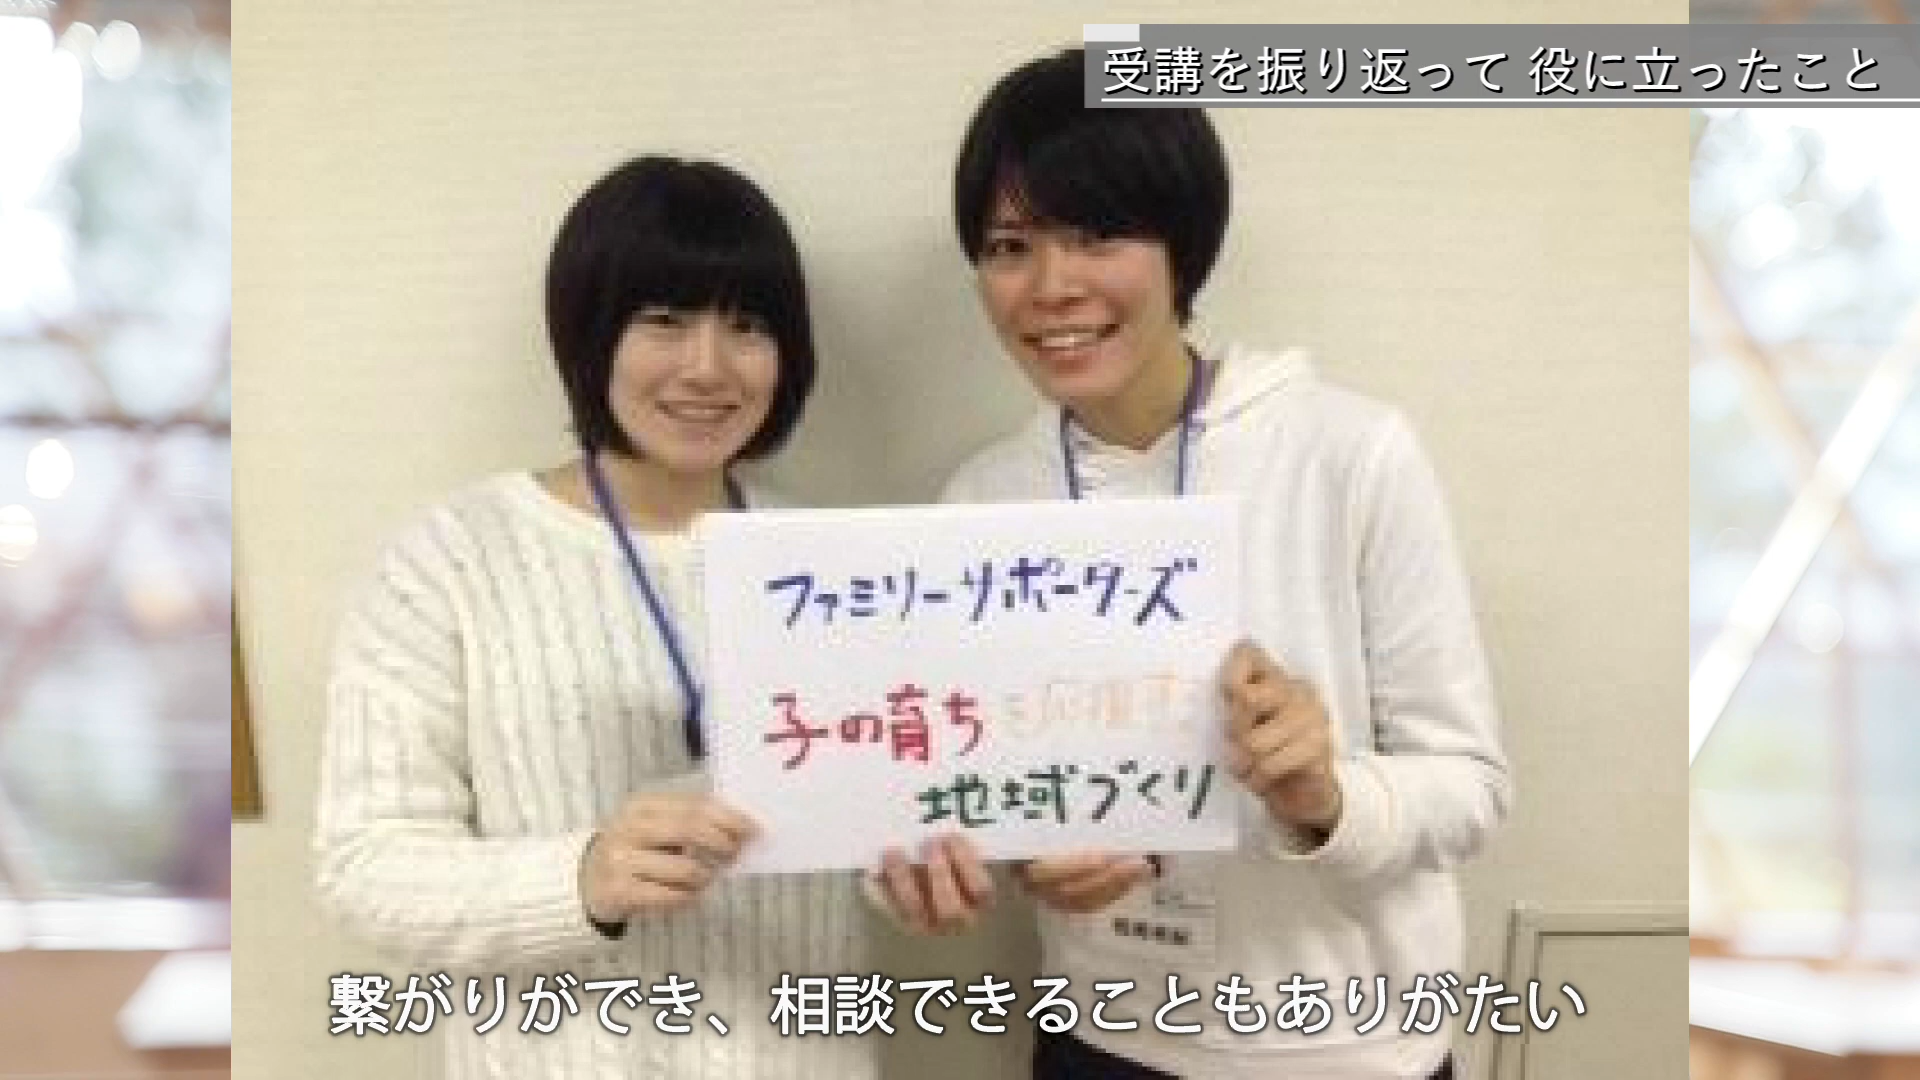 受講を振り返って 役に立ったこと
ファミリーサポーターズ
子の育ち
地域づくり
繋がりができ、相談できることもありがたい